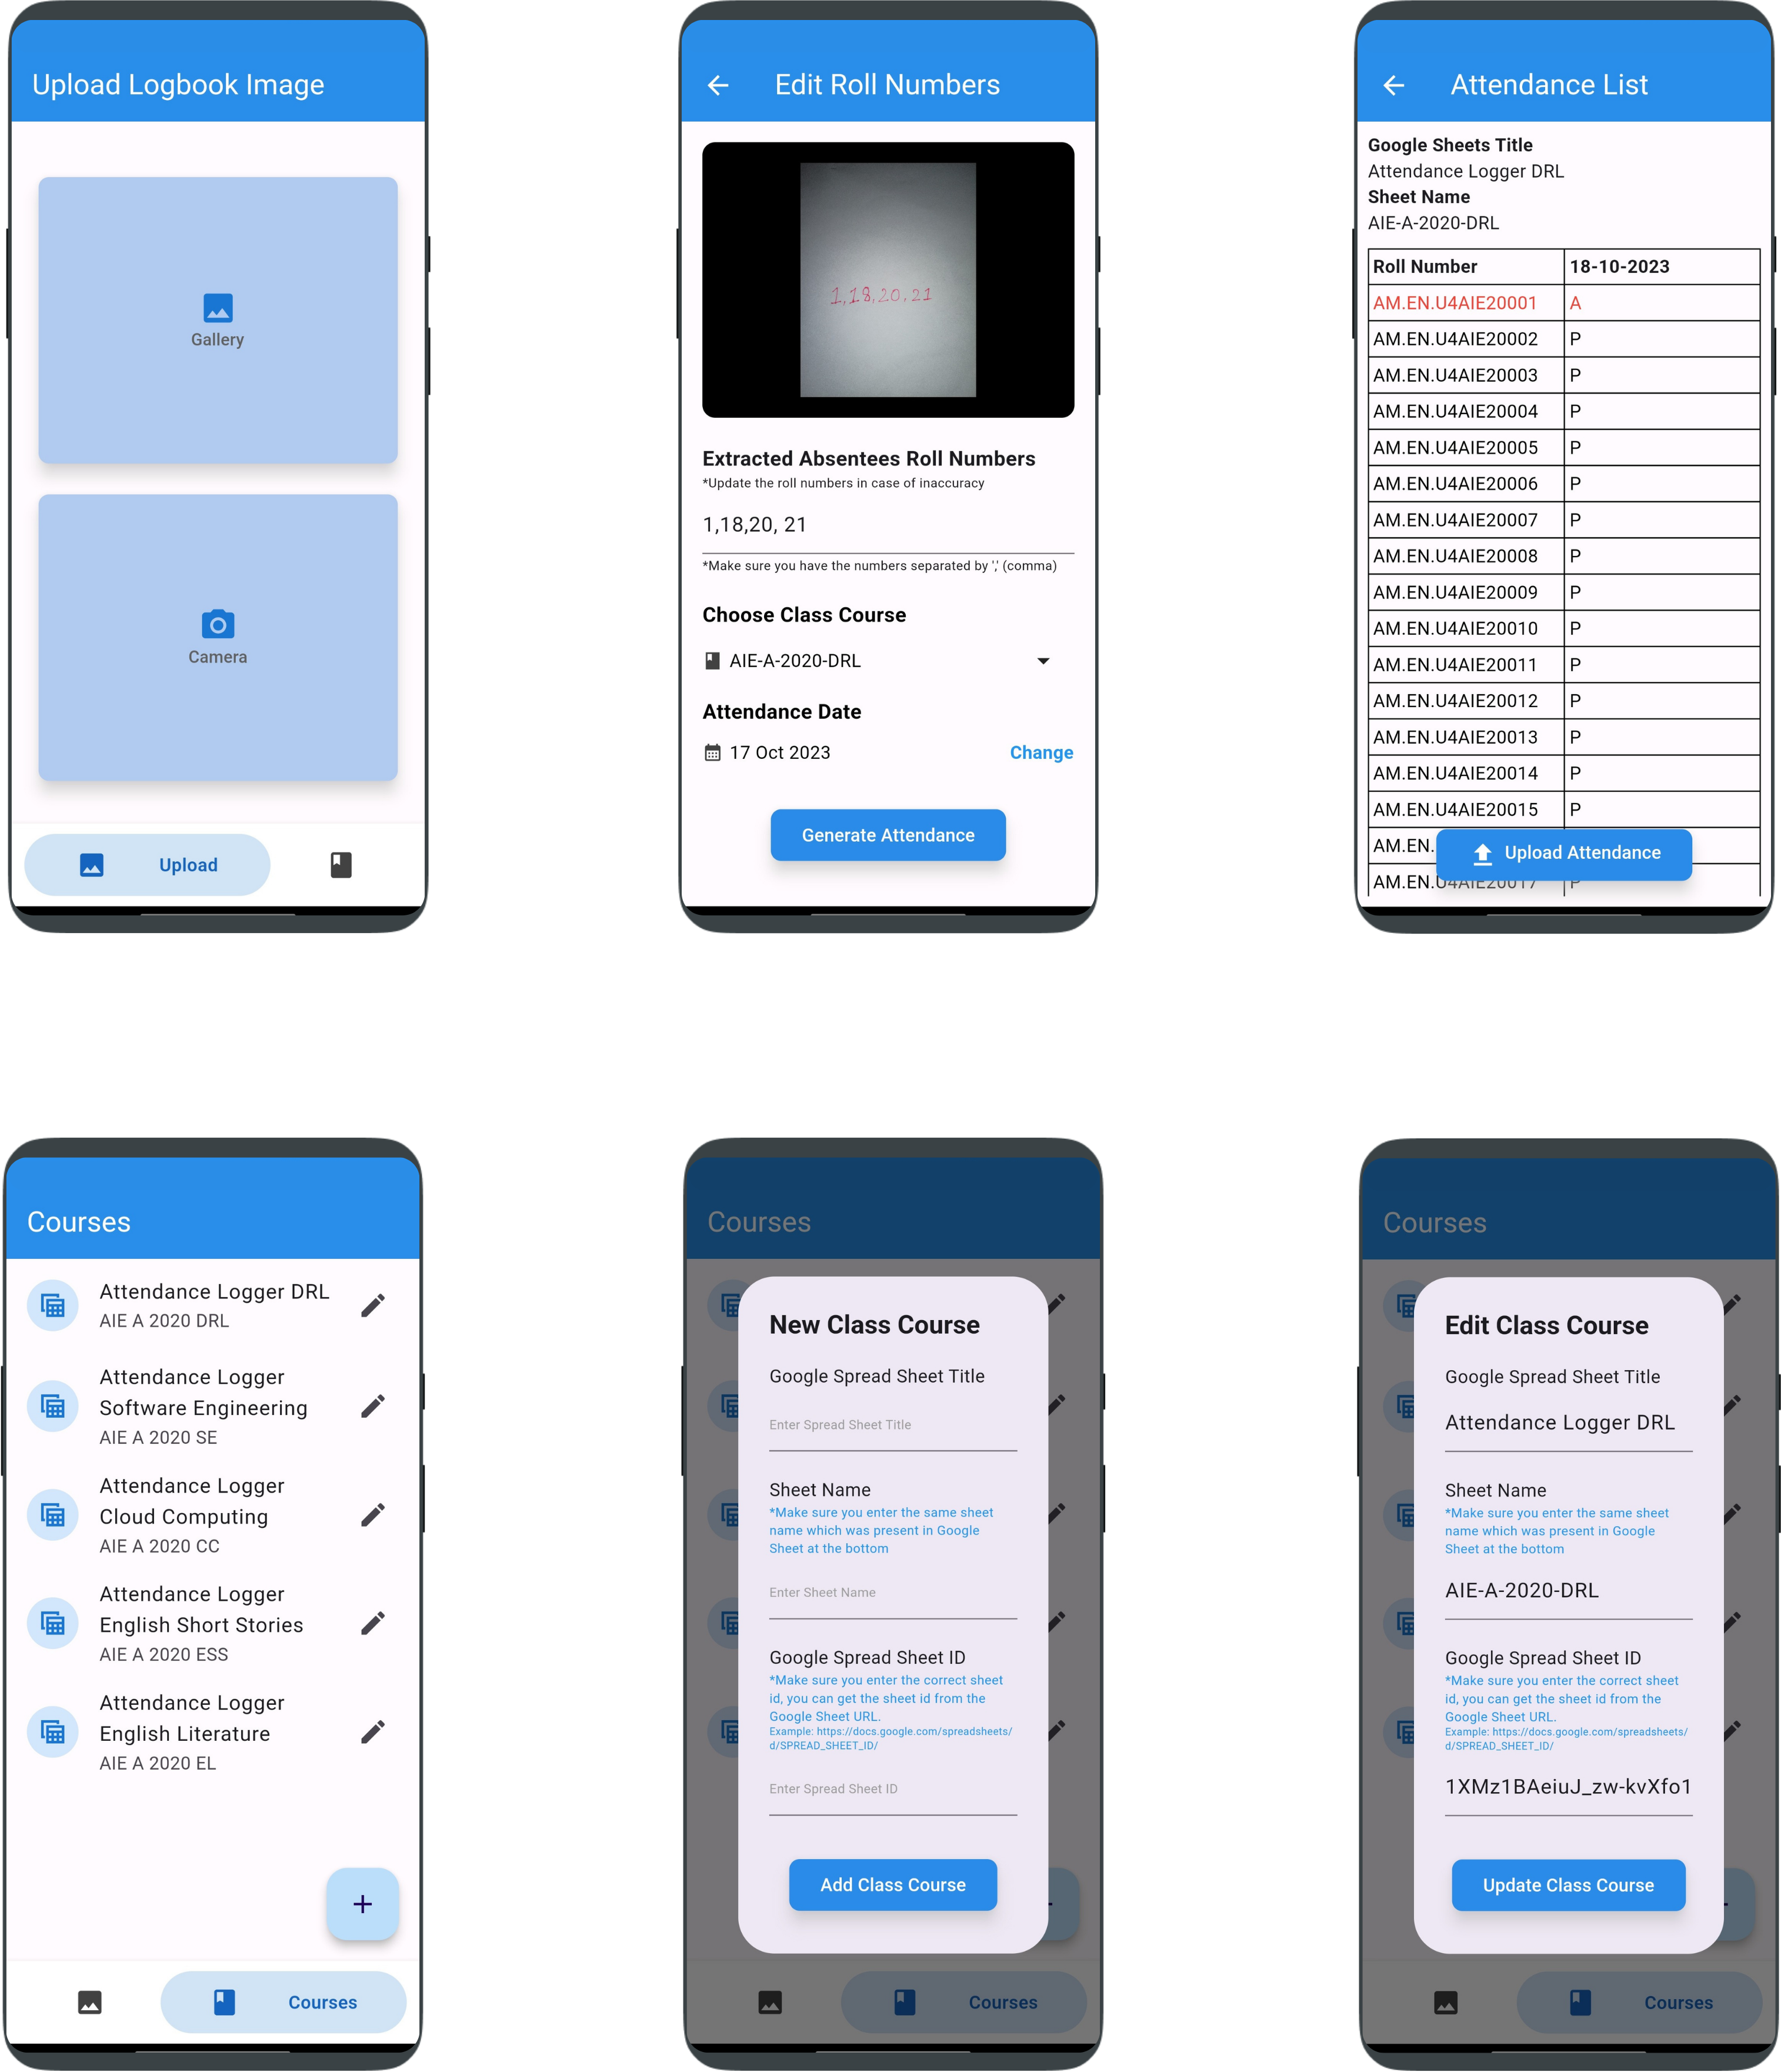 Upload Logbook Image
Gallery
Camera
Upload
Edit Roll Numbers
1,18,20,21
Extracted Absentees Roll Numbers
*Update the roll numbers in case of inaccuracy
1,18,20, 21
*Make sure you have the numbers separated by ',' (comma)
Choose Class Course
AIE-A-2020-DRL
Attendance Date
17 Oct 2023 Change
Generate Attendance
Attendance List
Google Sheets Title
Attendance Logger DRL
Sheet Name
AIE-A-2020-DRL
Roll Number 18-10-2023
AM.EN.U4AIE20001 A
AM.EN.U4AIE20002 P
AM.EN.U4AIE20003 P
AM.EN.U4AIE20004 P
AM.EN.U4AIE20005 P
AM.EN.U4AIE20006 P
AM.EN.U4AIE20007 P
AM.EN.U4AIE20008 P
AM.EN.U4AIE20009 P
AM.EN.U4AIE20010 P
AM.EN.U4AIE20011 P
AM.EN.U4AIE20012 P
AM.EN.U4AIE20013 P
AM.EN.U4AIE20014 P
AM.EN.U4AIE20015 P
AM.EN.
Upload Attendance
AM.EN.U4AIE20017 P
Courses
Attendance Logger DRL
AIE A 2020 DRL
Attendance Logger
Software Engineering
AIE A 2020 SE
Attendance Logger
Cloud Computing
AIE A 2020 CC
Attendance Logger
English Short Stories
AIE A 2020 ESS
Attendance Logger
English Literature
AIE A 2020 EL
+
Courses
Courses
New Class Course
Google Spread Sheet Title
Enter Spread Sheet Title
Sheet Name
*Make sure you enter the same sheet
name which was present in Google
Sheet at the bottom
Enter Sheet Name
Google Spread Sheet ID
*Make sure you enter the correct sheet
id, you can get the sheet id from the
Google Sheet URL.
Example: https://docs.google.com/spreadsheets/
d/SPREAD_SHEET_ID/
Enter Spread Sheet ID
Add Class Course
Courses
Courses
Edit Class Course
Google Spread Sheet Title
Attendance Logger DRL
Sheet Name
*Make sure you enter the same sheet
name which was present in Google
Sheet at the bottom
AIE-A-2020-DRL
Google Spread Sheet ID
*Make sure you enter the correct sheet
id, you can get the sheet id from the
Google Sheet URL.
Example: https://docs.google.com/spreadsheets/
d/SPREAD_SHEET_ID/
1XMz1BAeiuJ_zw-kvXfo1
Update Class Course
Courses